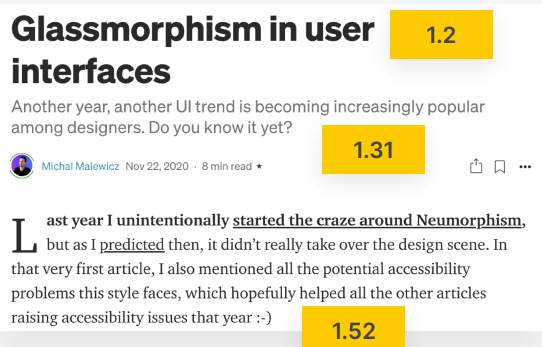 Glassmorphism in user
1.2
interfaces
Another year, another UI trend is becoming increasingly popular
among designers. Do you know it yet?
1.31
Michal Malewicz Nov 22, 2020 · 8 min read ★
Last year I unintentionally started the craze around Neumorphism,
but as I predicted then, it didn’t really take over the design scene. In
that very first article, I also mentioned all the potential accessibility
problems this style faces, which hopefully helped all the other articles
raising accessibility issues that year :-)
1.52